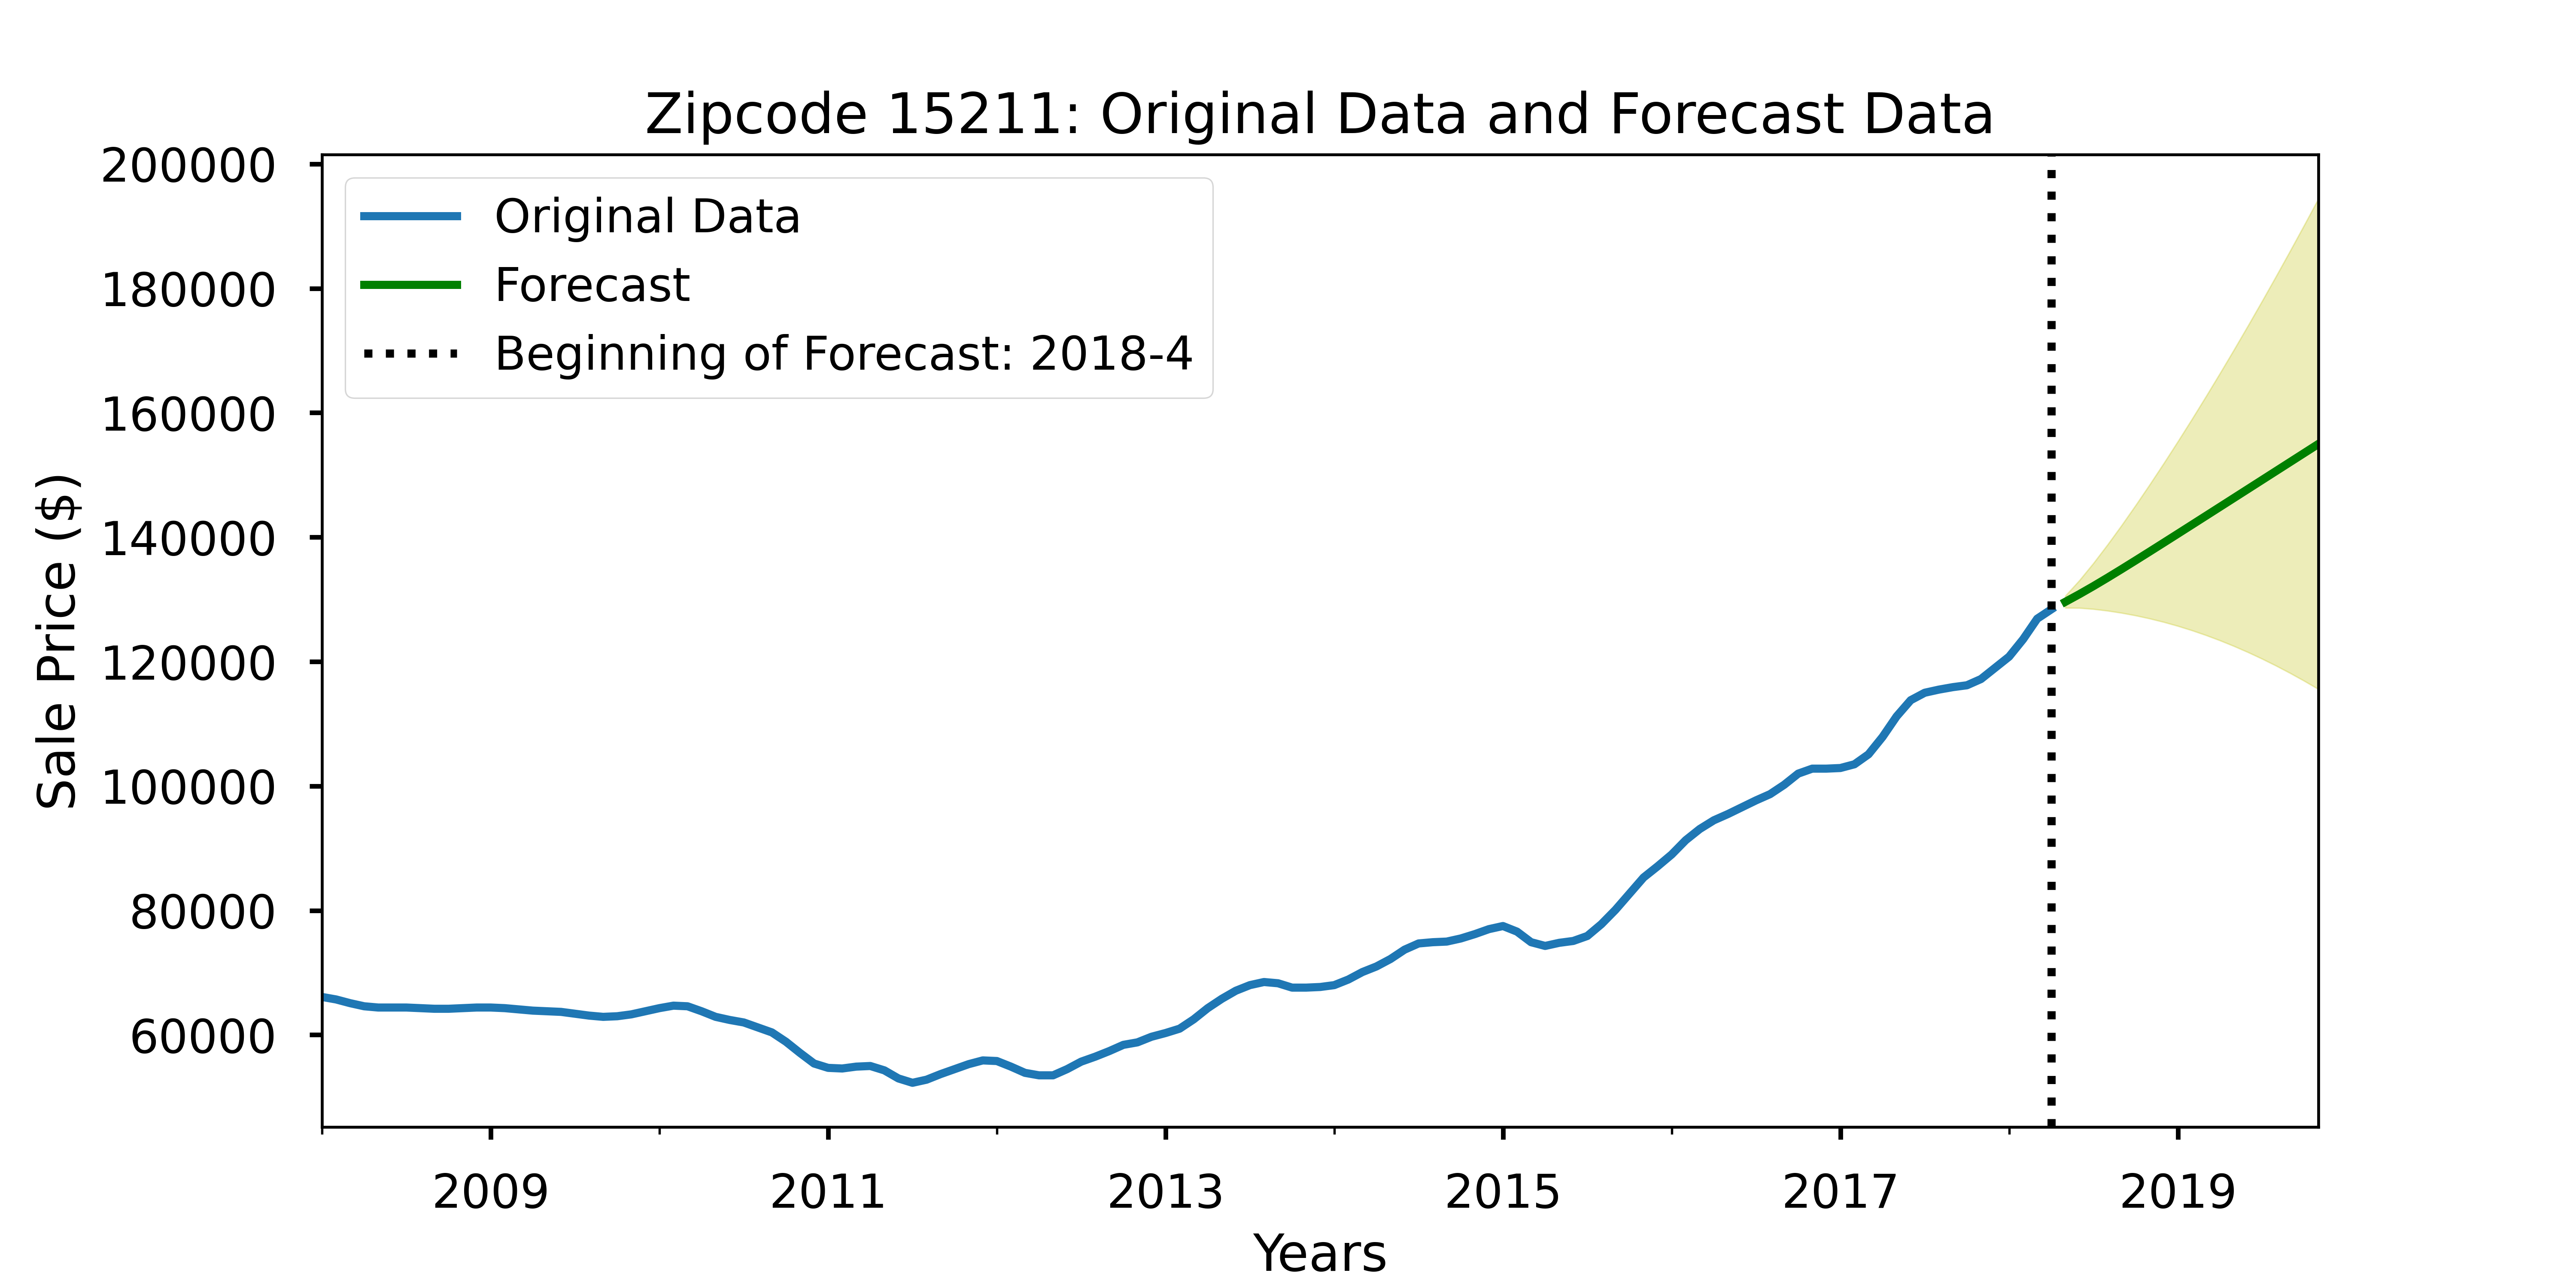 Zipcode 15211: Original Data and Forecast Data
200000
180000
160000
140000
120000
100000
80000
60000
Sale Price ($)
Original Data
Forecast
Beginning of Forecast: 2018-4
2009 2011 2013 2015 2017 2019
Years